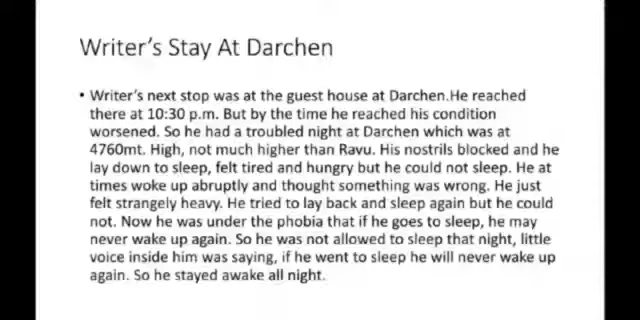 Writer's Stay At Darchen
• Writer's next stop was at the guest house at Darchen.He reached
there at 10:30 p.m. But by the time he reached his condition
worsened. So he had a troubled night at Darchen which was at
4760mt. High, not much higher than Ravu. His nostrils blocked and he
lay down to sleep, felt tired and hungry but he could not sleep. He at
times woke up abruptly and thought something was wrong. He just
felt strangely heavy. He tried to lay back and sleep again but he could
not. Now he was under the phobia that if he goes to sleep, he may
never wake up again. So he was not allowed to sleep that night, little
voice inside him was saying, if he went to sleep he will never wake up
again. So he stayed awake all night.